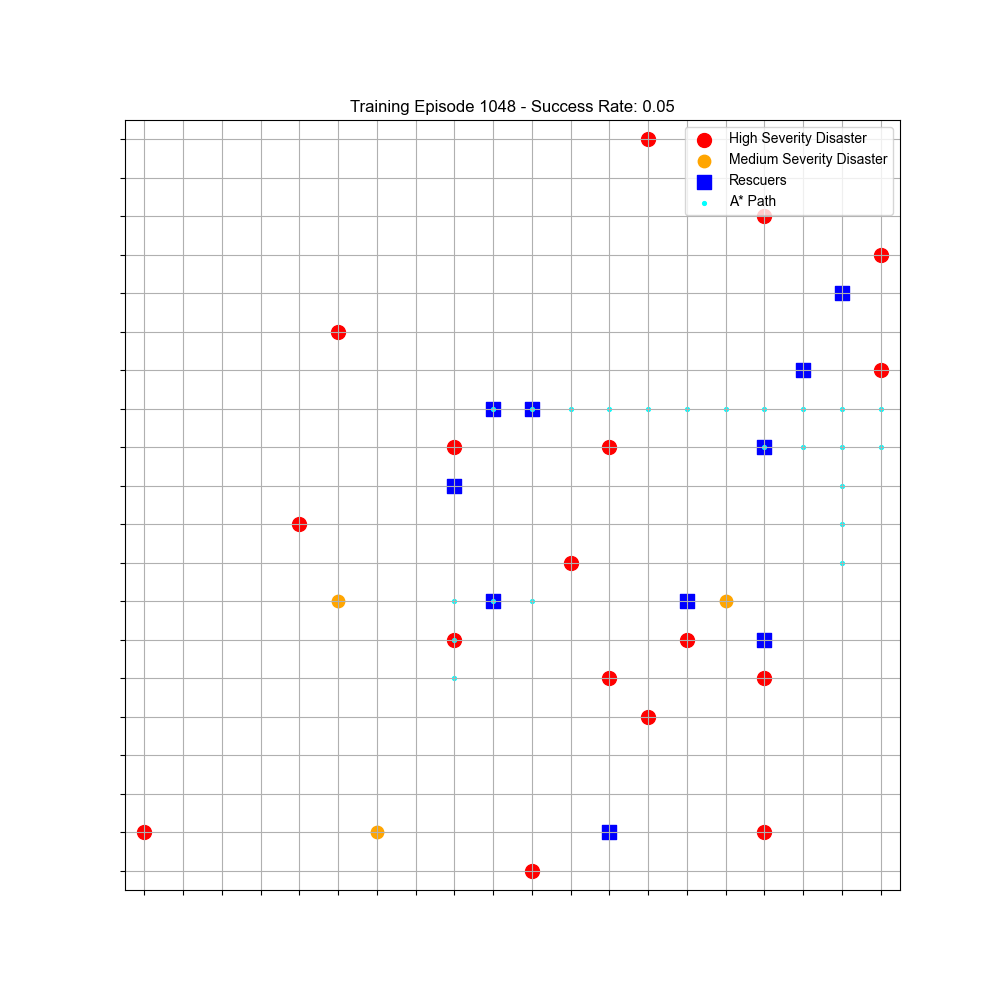 Training Episode 1048 - Success Rate: 0.05
High Severity Disaster
Medium Severity Disaster
Rescuers
A* Path